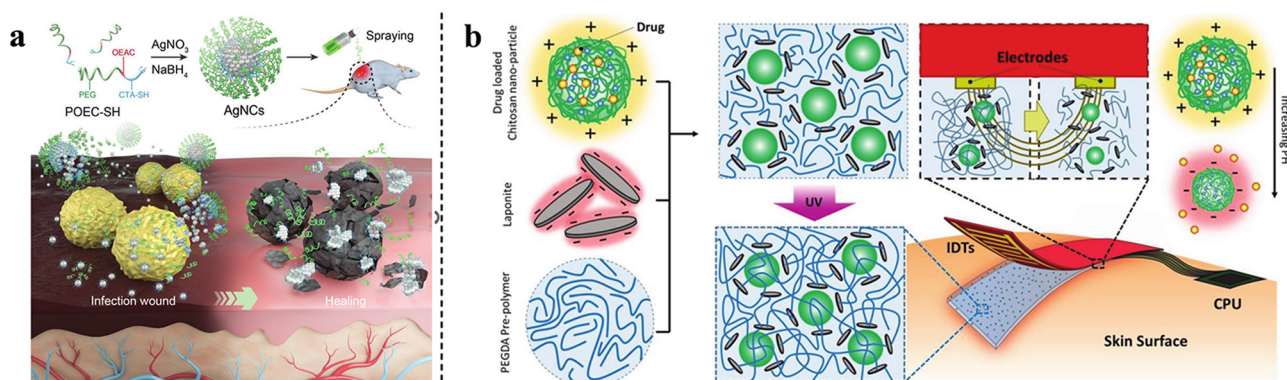 a
AgNO3
NaBH4
Spraying
OEAC
PEG
CTA-SH
POEC-SH
AgNCs
Infection wound
Healing
b
Drug
Drug loaded
Chitosan nano-particle
Laponite
PEGDA Pre-polymer
UV
Electrodes
Increasing PH
IDTs
CPU
Skin Surface